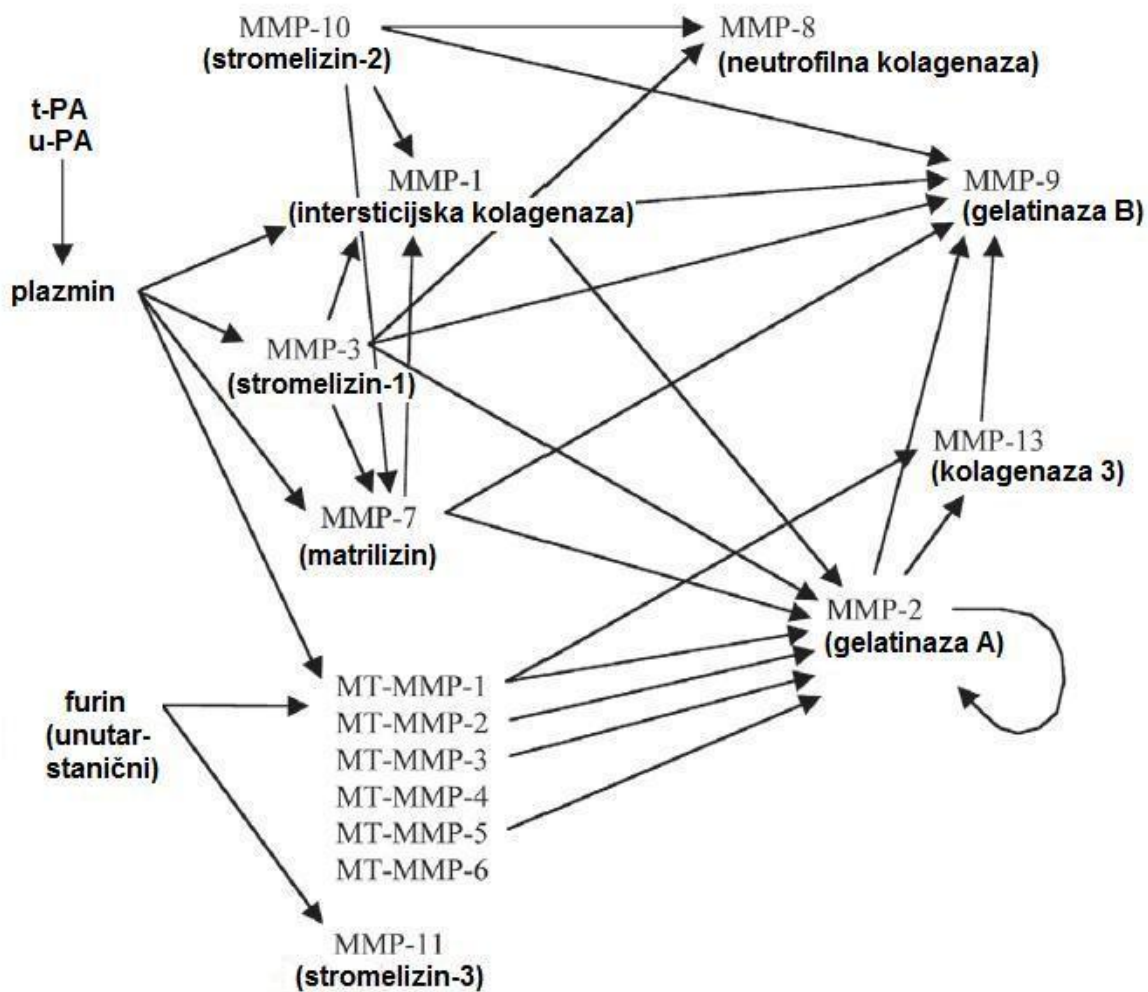 MMP-10
(stromelizin-2)
MMP-8
(neutrofilna kolagenaza)
t-PA
u-PA
MMP-1
(intersticijska kolagenaza)
MMP-9
(gelatinaza B)
plazmin
MMP-3
(stromelizin-1)
MMP-13
(kolagenaza 3)
MMP-7
(matrilizin)
MMP-2
(gelatinaza A)
furin
(unutar-
stanični)
MT-MMP-1
MT-MMP-2
MT-MMP-3
MT-MMP-4
MT-MMP-5
MT-MMP-6
MMP-11
(stromelizin-3)